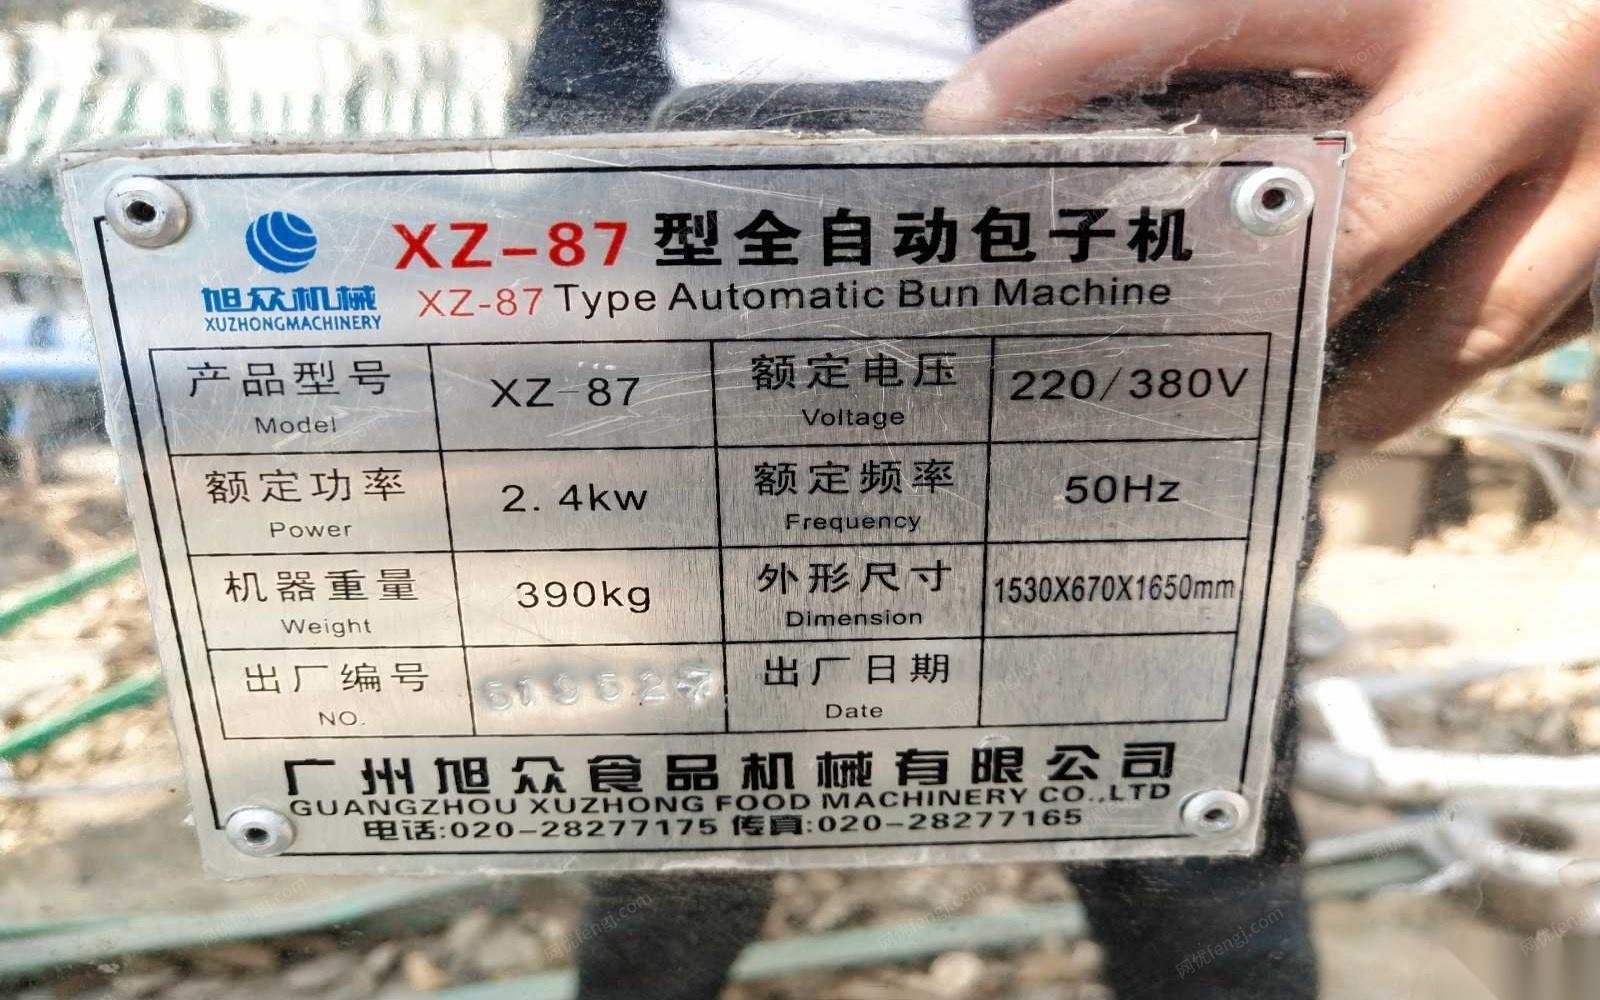 XZ-87型全自动包子机
旭众机械
XUZHONGMACHINERY
XZ-87 Type Automatic Bun Machine
产品型号 XZ-87 额定电压 220/380V
Model Voltage
额定功率 2.4kw 额定频率 50Hz
Power Frequency
机器重量 390kg 外形尺寸 1530X670X1650mm
Weight Dimension
出厂编号 出厂日期
NO. Date
广州旭众食品机械有限公司
GUANGZHOU XUZHONG FOOD MACHINERY CO.,LTD
电话:020-28277175 传真:020-28277165